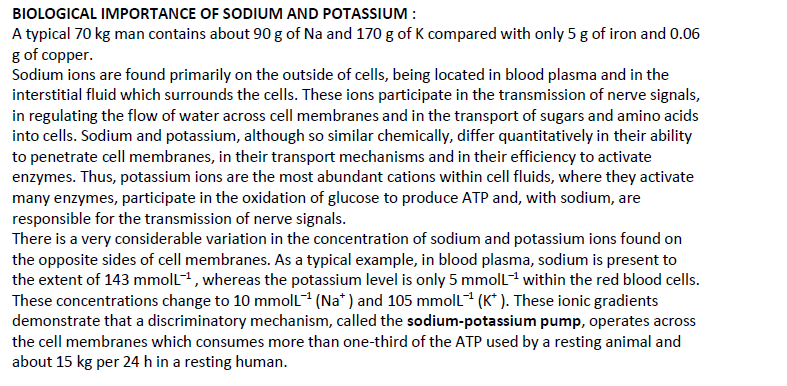 BIOLOGICAL IMPORTANCE OF SODIUM AND POTASSIUM :
A typical 70 kg man contains about 90 g of Na and 170 g of K compared with only 5 g of iron and 0.06
g of copper.
Sodium ions are found primarily on the outside of cells, being located in blood plasma and in the
interstitial fluid which surrounds the cells. These ions participate in the transmission of nerve signals,
in regulating the flow of water across cell membranes and in the transport of sugars and amino acids
into cells. Sodium and potassium, although so similar chemically, differ quantitatively in their ability
to penetrate cell membranes, in their transport mechanisms and in their efficiency to activate
enzymes. Thus, potassium ions are the most abundant cations within cell fluids, where they activate
many enzymes, participate in the oxidation of glucose to produce ATP and, with sodium, are
responsible for the transmission of nerve signals.
There is a very considerable variation in the concentration of sodium and potassium ions found on
the opposite sides of cell membranes. As a typical example, in blood plasma, sodium is present to
the extent of 143 mmolL⁻¹ , whereas the potassium level is only 5 mmolL⁻¹ within the red blood cells.
These concentrations change to 10 mmolL⁻¹ (Na⁺ ) and 105 mmolL⁻¹ (K⁺ ). These ionic gradients
demonstrate that a discriminatory mechanism, called the sodium-potassium pump, operates across
the cell membranes which consumes more than one-third of the ATP used by a resting animal and
about 15 kg per 24 h in a resting human.